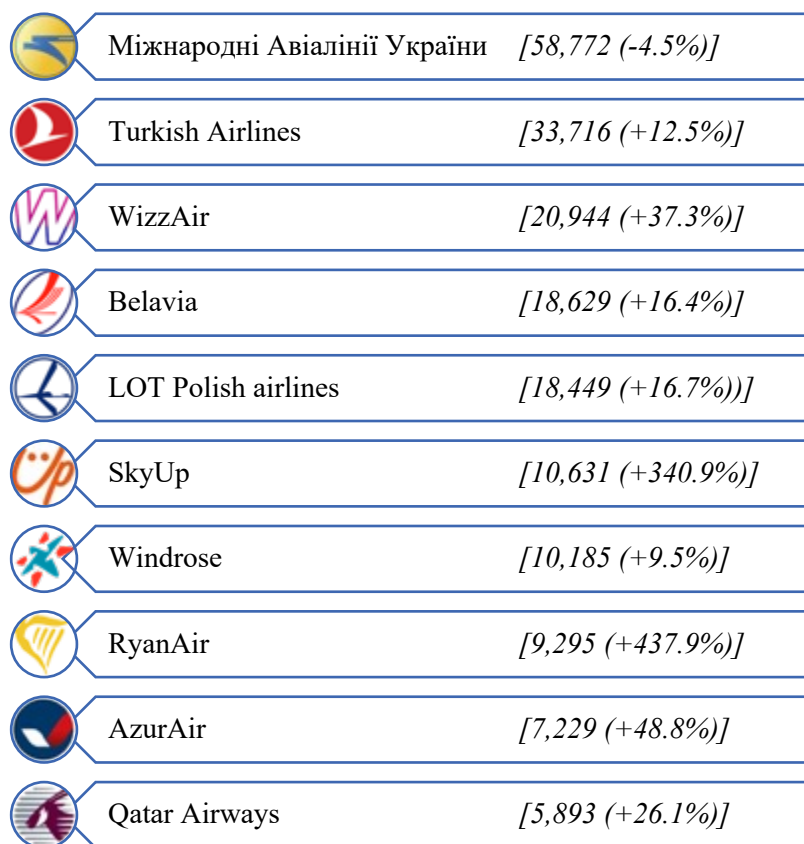 Міжнародні Авіалінії України [58,772 (-4.5%)]
Turkish Airlines [33,716 (+12.5%)]
WizzAir [20,944 (+37.3%)]
Belavia [18,629 (+16.4%)]
LOT Polish airlines [18,449 (+16.7%))]
SkyUp [10,631 (+340.9%)]
Windrose [10,185 (+9.5%)]
RyanAir [9,295 (+437.9%)]
AzurAir [7,229 (+48.8%)]
Qatar Airways [5,893 (+26.1%)]